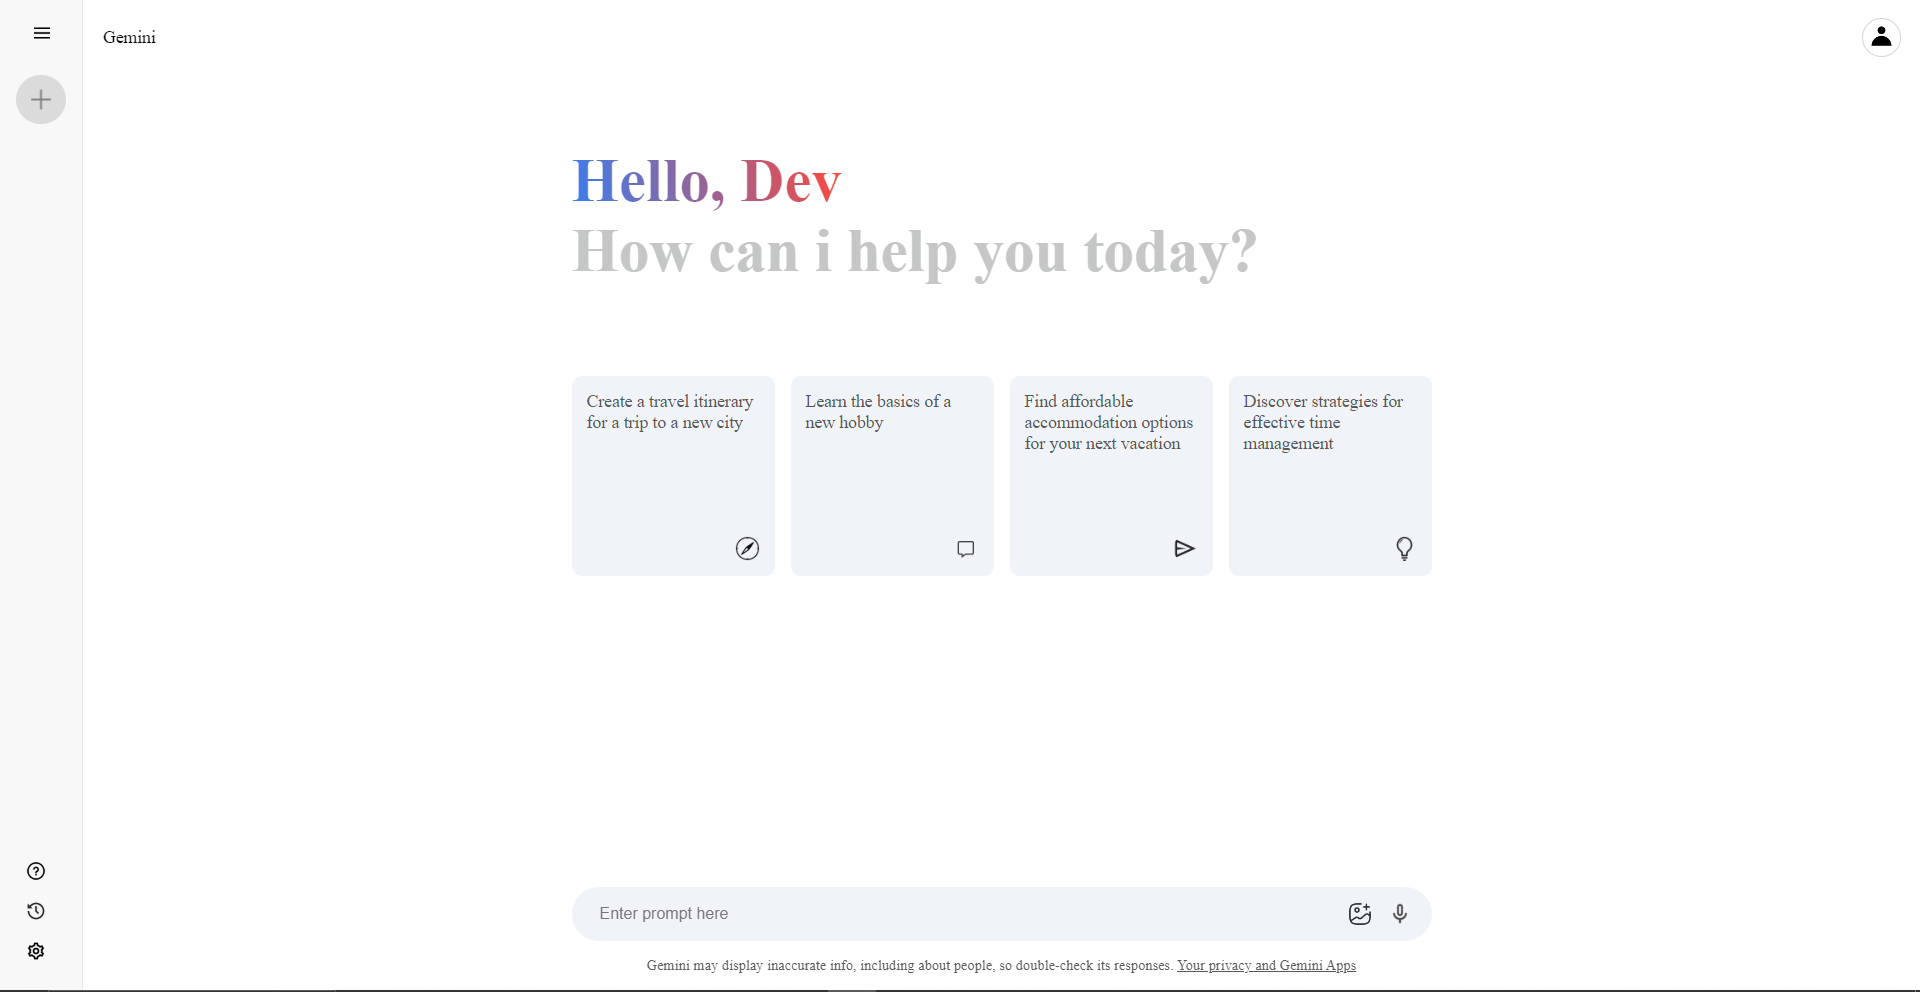 Gemini
Hello, Dev
How can i help you today?
Create a travel itinerary
for a trip to a new city
Learn the basics of a
new hobby
Find affordable
accommodation options
for your next vacation
Discover strategies for
effective time
management
Enter prompt here
Gemini may display inaccurate info, including about people, so double-check its responses. Your privacy and Gemini Apps